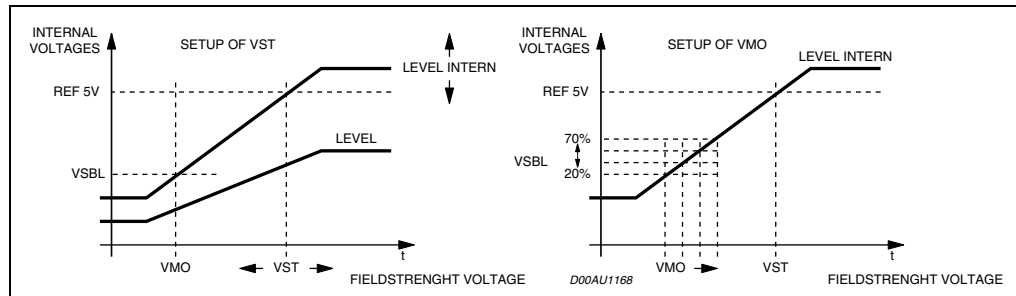 INTERNAL
VOLTAGES
SETUP OF VST
LEVEL INTERN
REF 5V
LEVEL
VSBL
t
VMO
VST
FIELDSTRENGHT VOLTAGE
INTERNAL
VOLTAGES
SETUP OF VMO
LEVEL INTERN
REF 5V
70%
VSBL
20%
t
VMO
VST
D00AU1168
FIELDSTRENGHT VOLTAGE